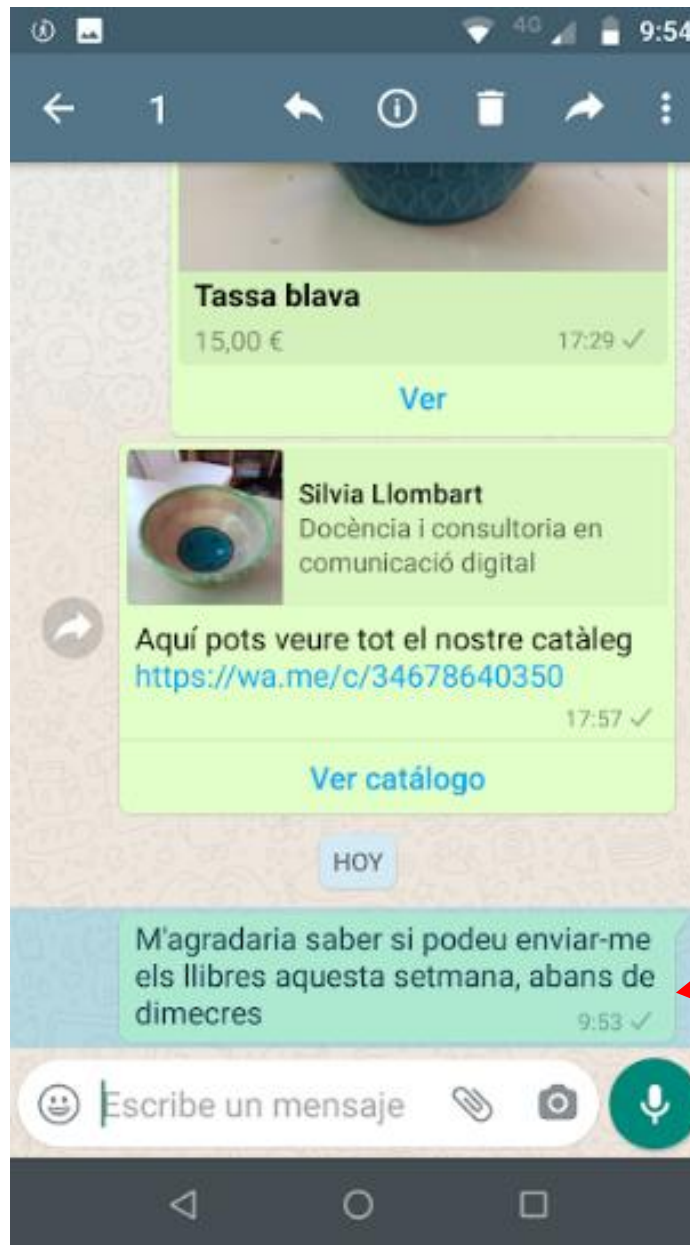 4G 9:54
1
Tassa blava
15,00 € 17:29
Ver
Silvia Llombart
Docència i consultoria en
comunicació digital
Aquí pots veure tot el nostre catàleg
https://wa.me/c/34678640350
17:57
Ver catálogo
HOY
M'agradaria saber si podeu enviar-me
els llibres aquesta setmana, abans de
dimecres 9:53
Escribe un mensaje